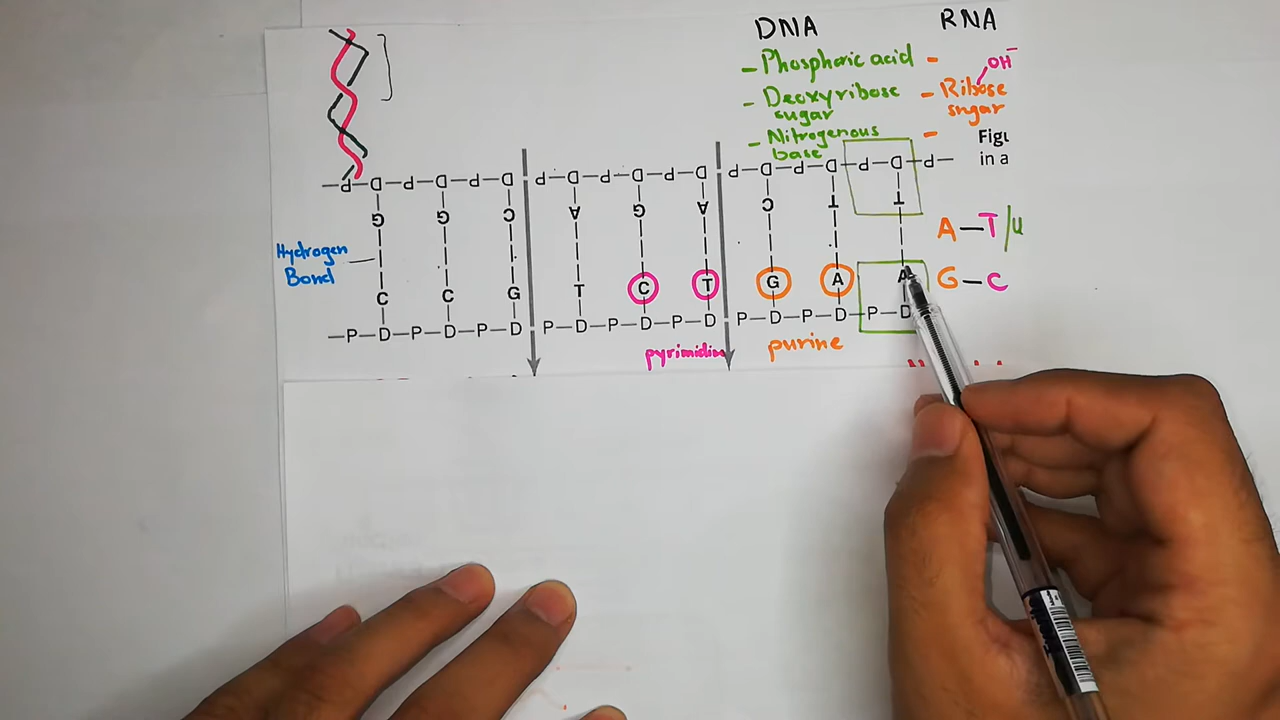 DNA
RNA
- Phosphoric acid
-
OH⁻
- Deoxyribose
sugar
- Ribose
sugar
- Nitrogenous
base
-
Figu
in a
P—D—P—D—P—D
P—D—P—D—P—D
P—D—P—D—P—D—P
G G C A G A C T T
A—T/U
Hydrogen
Bond
C C G T C T G A A
G—C
P—D—P—D—P—D
P—D—P—D—P—D
P—D—P—D—P—D
pyrimidine
purine